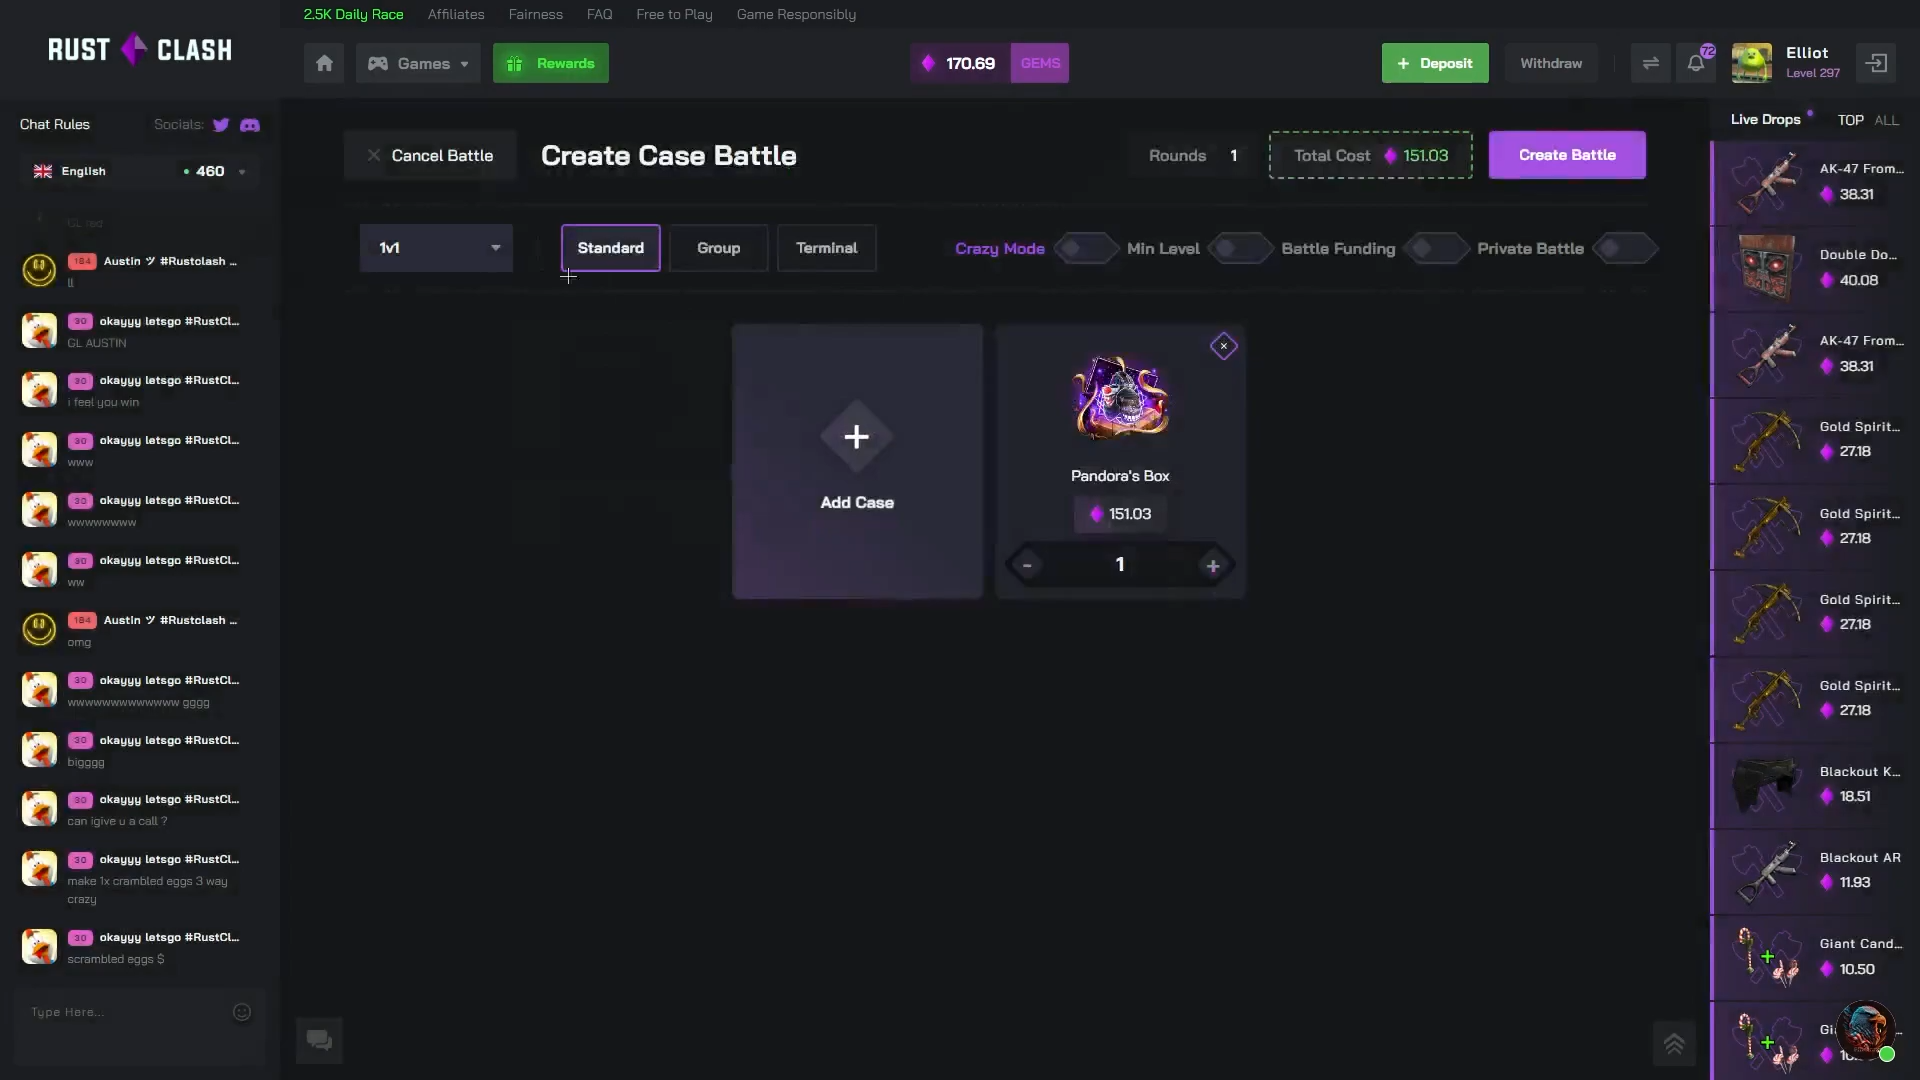 2.5K Daily Race
Affiliates
Fairness
FAQ
Free to Play
Game Responsibly
RUST CLASH
Games
Rewards
170.69
GEMS
+ Deposit
Withdraw
72
Elliot
Level 297
Chat Rules
Socials:
English
460
GL
184 Austin ツ #Rustclash ...
ll
30 okayyy letsgo #RustCl...
GL AUSTIN
30 okayyy letsgo #RustCl...
i feel you win
30 okayyy letsgo #RustCl...
www
30 okayyy letsgo #RustCl...
wwwwwwwww
30 okayyy letsgo #RustCl...
ww
184 Austin ツ #Rustclash ...
omg
30 okayyy letsgo #RustCl...
wwwwwwwwwwwwww gggg
30 okayyy letsgo #RustCl...
bigggg
30 okayyy letsgo #RustCl...
can igive u a call ?
30 okayyy letsgo #RustCl...
make 1x crambled eggs 3 way
crazy
30 okayyy letsgo #RustCl...
scrambled eggs $
Type Here...
Cancel Battle
Create Case Battle
Rounds 1
Total Cost 151.03
Create Battle
1v1
Standard
Group
Terminal
Crazy Mode
Min Level
Battle Funding
Private Battle
+
Add Case
×
Pandora's Box
151.03
- 1 +
Live Drops
TOP
ALL
AK-47 From...
38.31
Double Do...
40.08
AK-47 From...
38.31
Gold Spirit...
27.18
Gold Spirit...
27.18
Gold Spirit...
27.18
Gold Spirit...
27.18
Blackout K...
18.51
Blackout AR
11.93
Giant Cand...
10.50